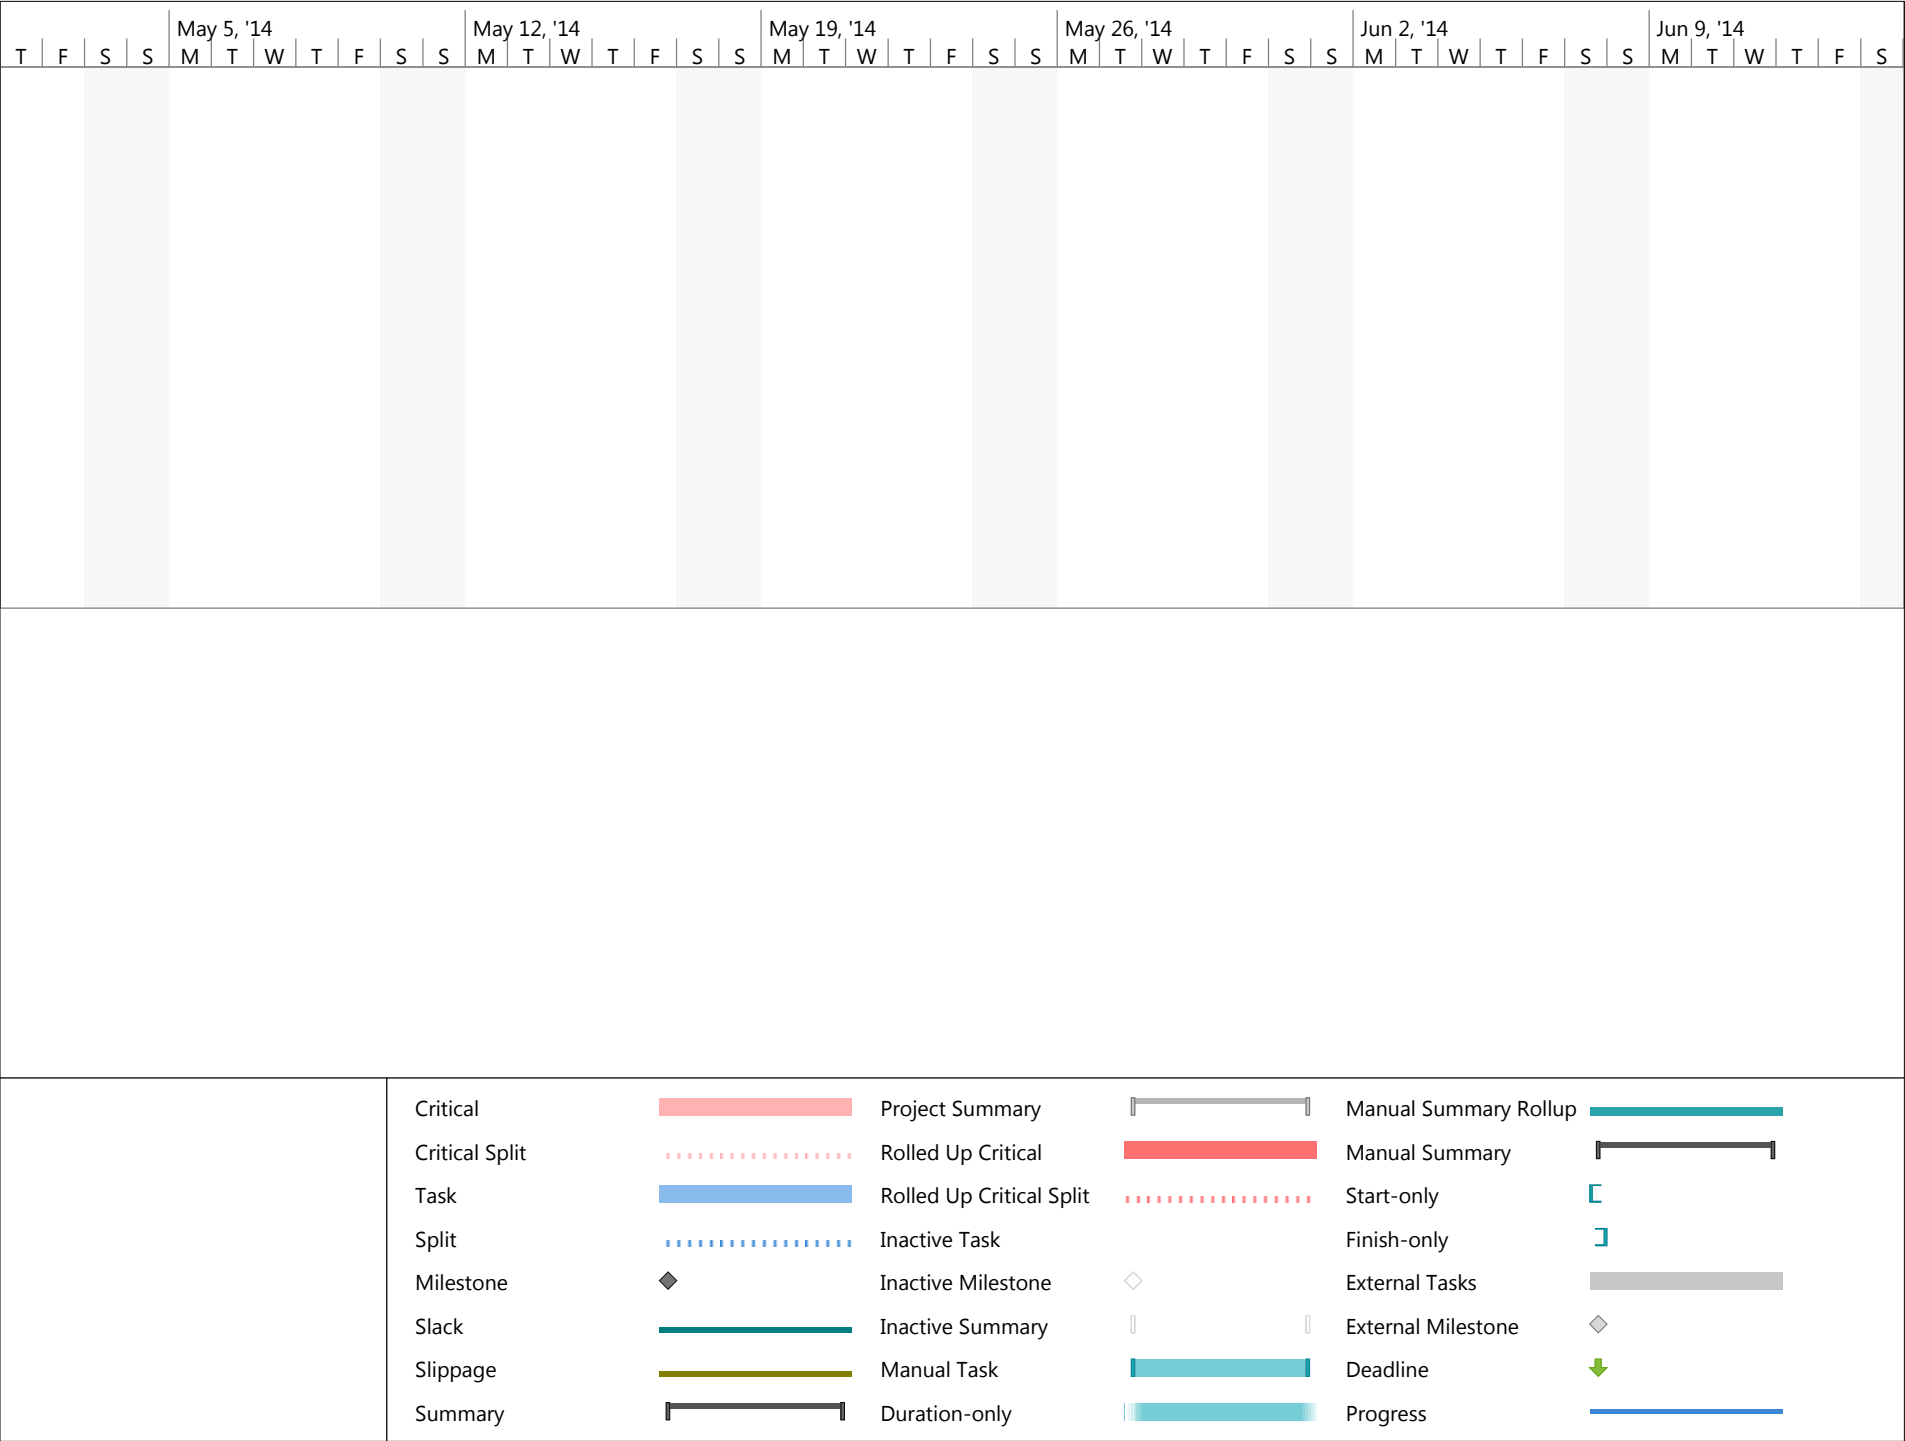 May 5, '14 May 12, '14 May 19, '14 May 26, '14 Jun 2, '14 Jun 9, '14
T F S S M T W T F S S M T W T F S S M T W T F S S M T W T F S S M T W T F S S M T W T F S
Critical Project Summary Manual Summary Rollup
Critical Split Rolled Up Critical Manual Summary
Task Rolled Up Critical Split Start-only
Split Inactive Task Finish-only
Milestone Inactive Milestone External Tasks
Slack Inactive Summary External Milestone
Slippage Manual Task Deadline
Summary Duration-only Progress